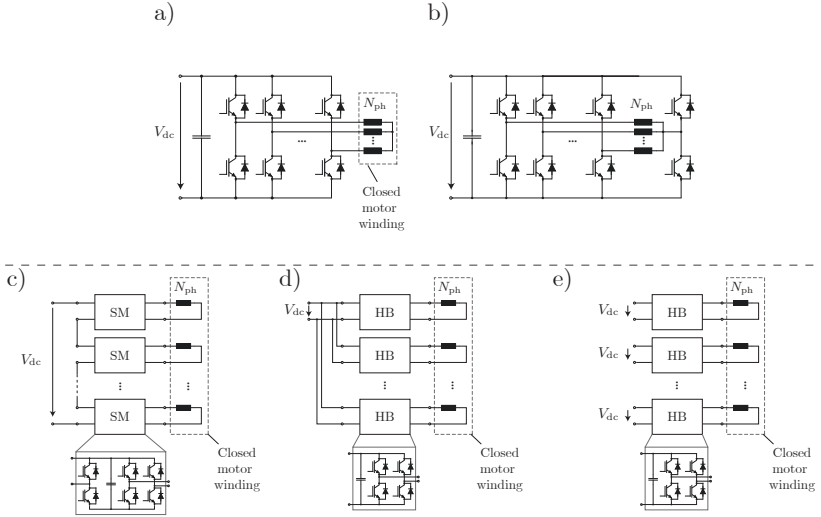 a)
b)
N_ph
V_dc
...
Closed
motor
winding
N_ph
V_dc
...
c)
d)
e)
N_ph
SM
V_dc
SM
...
...
SM
Closed
motor
winding
N_ph
V_dc
HB
HB
...
...
HB
Closed
motor
winding
N_ph
V_dc
HB
V_dc
HB
...
...
V_dc
HB
Closed
motor
winding